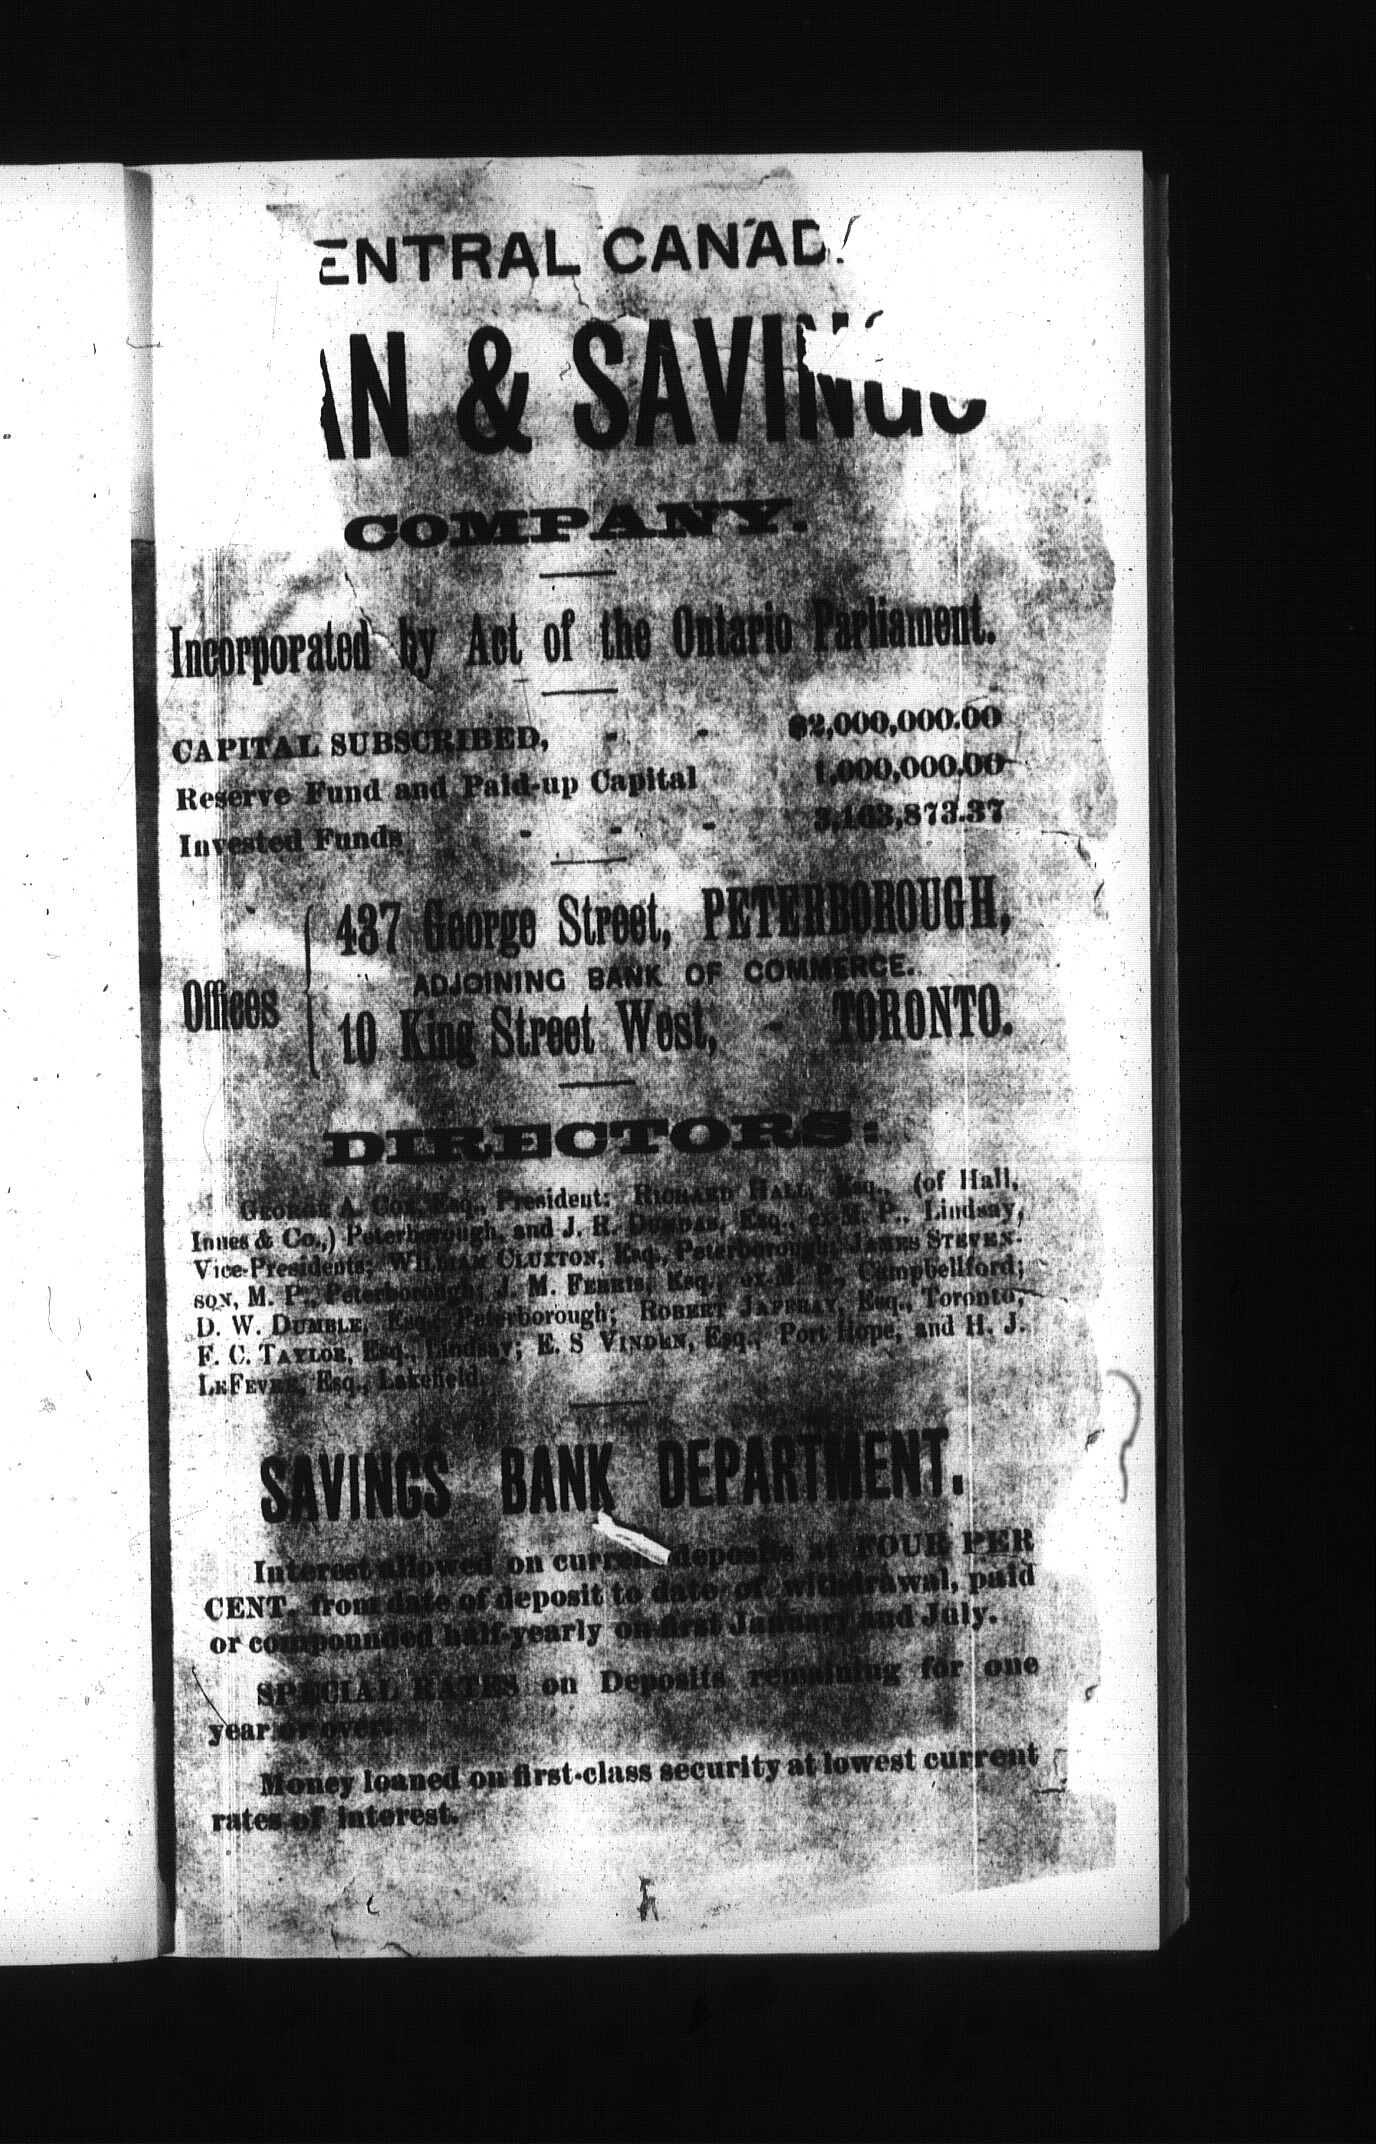 ENTRAL CANAD
AN & SAVINGS
COMPANY.
Incorporated by Act of the Ontario Parliament.
CAPITAL SUBSCRIBED, - - $2,000,000.00
Reserve Fund and Paid-up Capital 1,000,000.00
Invested Funds - - - 3,163,873.37
Offices
437 George Street, PETERBOROUGH,
ADJOINING BANK OF COMMERCE.
10 King Street West, - TORONTO.
DIRECTORS:
GEORGE A. COX, Esq., President; RICHARD HALL, Esq., (of Hall,
Innes & Co.,) Peterborough, and J. R. DUNDAS, Esq., ex-M. P., Lindsay,
Vice-Presidents; WILLIAM CLUXTON, Esq., Peterborough; JAMES STEVEN-
SON, M. P., Peterborough; J. M. FERRIS, Esq., ex-M. P., Campbellford;
D. W. DUMBLE, Esq., Peterborough; ROBERT JAFFRAY, Esq., Toronto;
F. C. TAYLOR, Esq., Lindsay; E. S VINDEN, Esq., Port Hope, and H. J.
LEFEVRE, Esq., Lakefield.
SAVINGS BANK DEPARTMENT.
Interest allowed on current deposits at FOUR PER
CENT. from date of deposit to date of withdrawal, paid
or compounded half-yearly on first January and July.
SPECIAL RATES on Deposits remaining for one
year or over.
Money loaned on first-class security at lowest current
rates of interest.